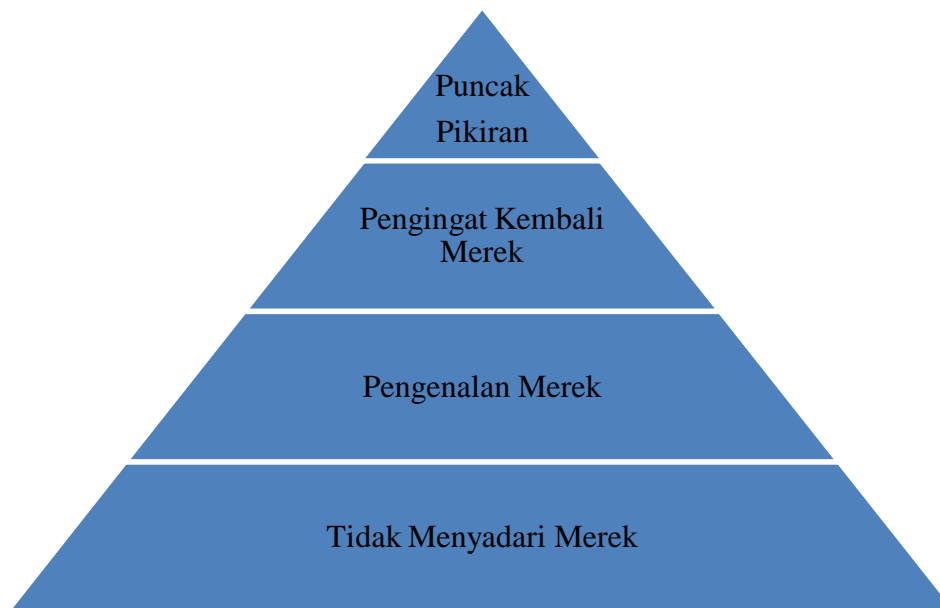 Puncak
Pikiran
Pengingat Kembali
Merek
Pengenalan Merek
Tidak Menyadari Merek